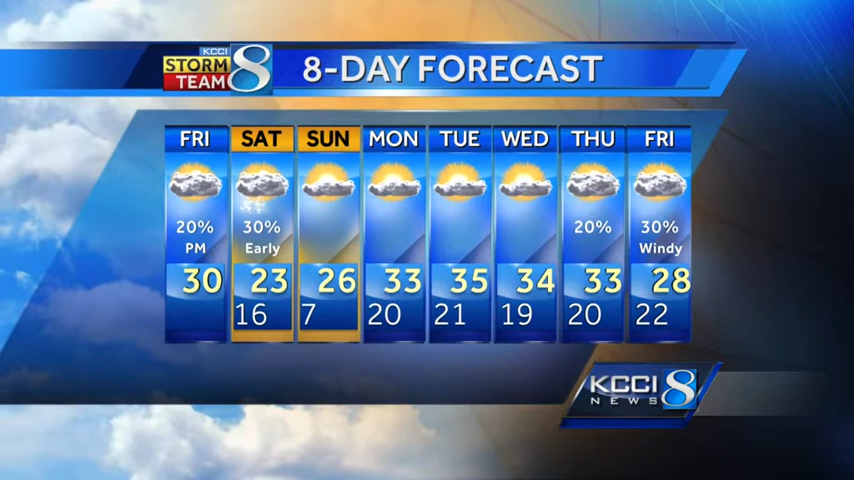 KCCI
STORM
TEAM
8
8-DAY FORECAST
FRI SAT SUN MON TUE WED THU FRI
20% 30% 20% 30%
PM Early Windy
30 23 26 33 35 34 33 28
16 7 20 21 19 20 22
KCCI 8
NEWS